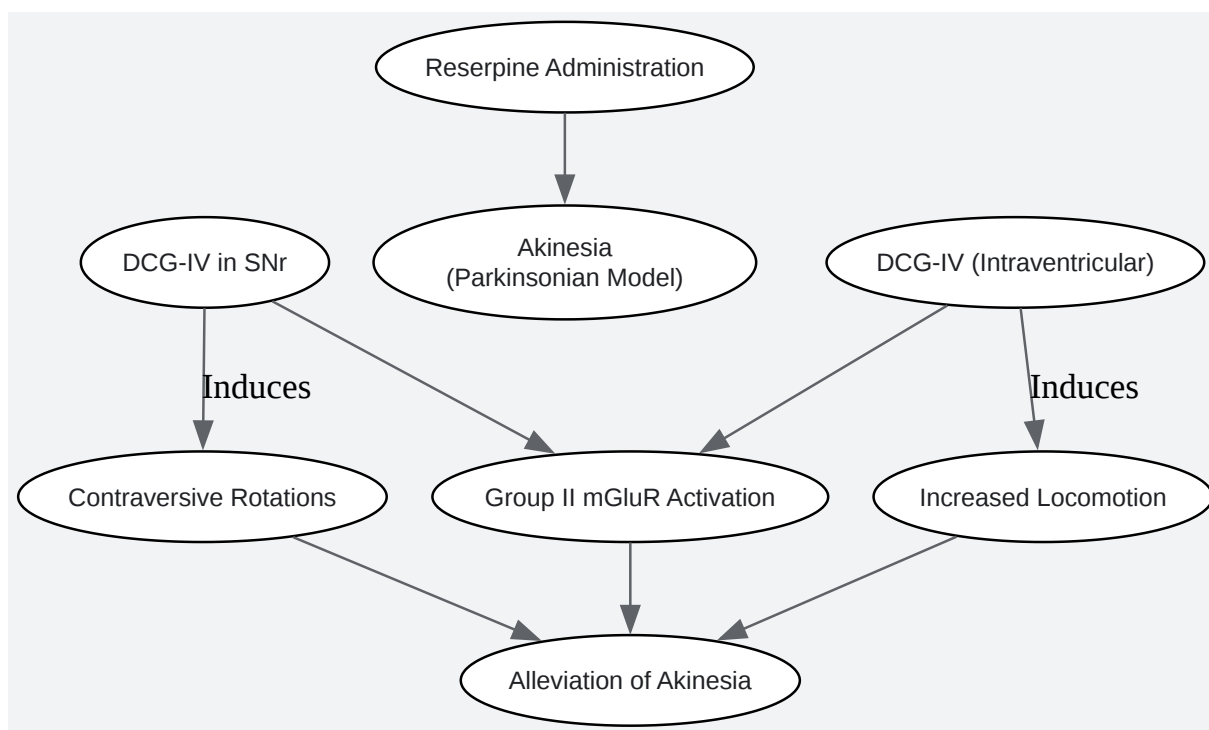 Reserpine Administration
DCG-IV in SNr
Akinesia
(Parkinsonian Model)
DCG-IV (Intraventricular)
Induces
Induces
Contraversive Rotations
Group II mGluR Activation
Increased Locomotion
Alleviation of Akinesia